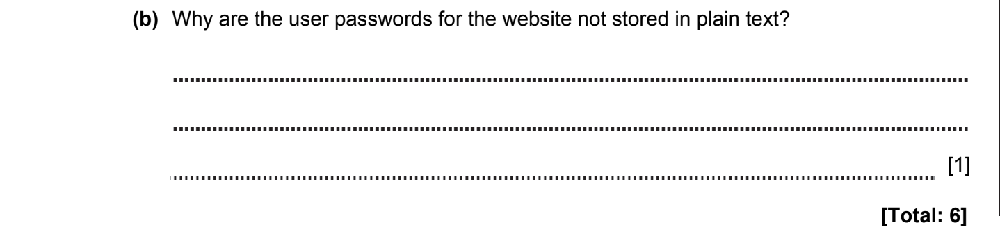 (b) Why are the user passwords for the website not stored in plain text?
[1]
[Total: 6]